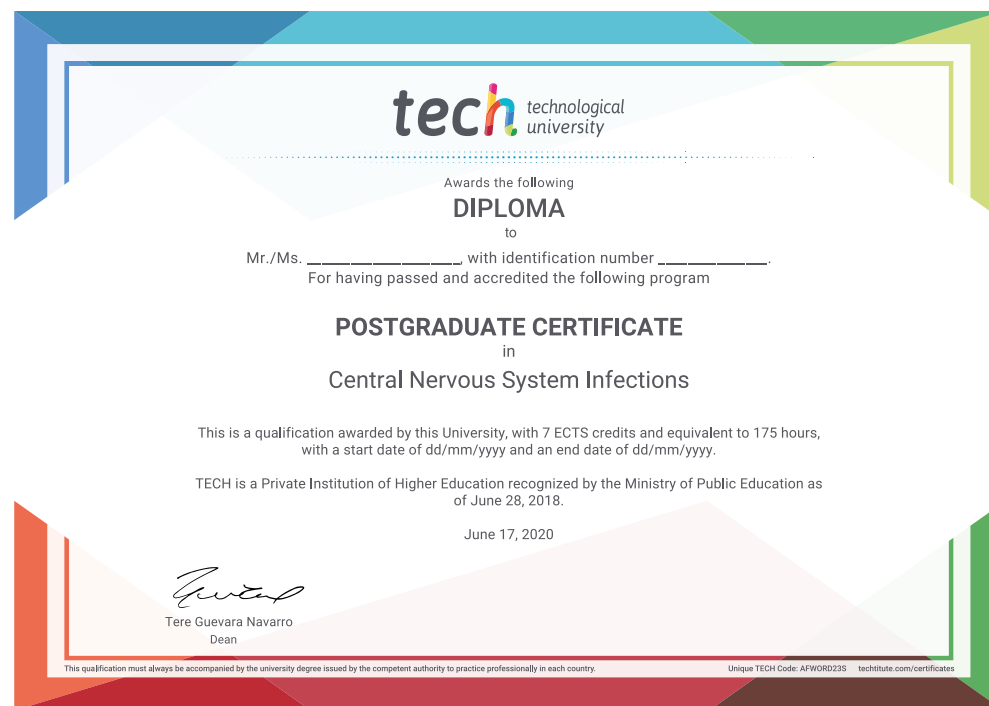 tech technological
university
Awards the following
DIPLOMA
to
Mr./Ms. ____________________, with identification number ______________.
For having passed and accredited the following program
POSTGRADUATE CERTIFICATE
in
Central Nervous System Infections
This is a qualification awarded by this University, with 7 ECTS credits and equivalent to 175 hours,
with a start date of dd/mm/yyyy and an end date of dd/mm/yyyy.
TECH is a Private Institution of Higher Education recognized by the Ministry of Public Education as
of June 28, 2018.
June 17, 2020
Tere Guevara Navarro
Dean
This qualification must always be accompanied by the university degree issued by the competent authority to practice professionally in each country.
Unique TECH Code: AFWORD23S techtitute.com/certificates